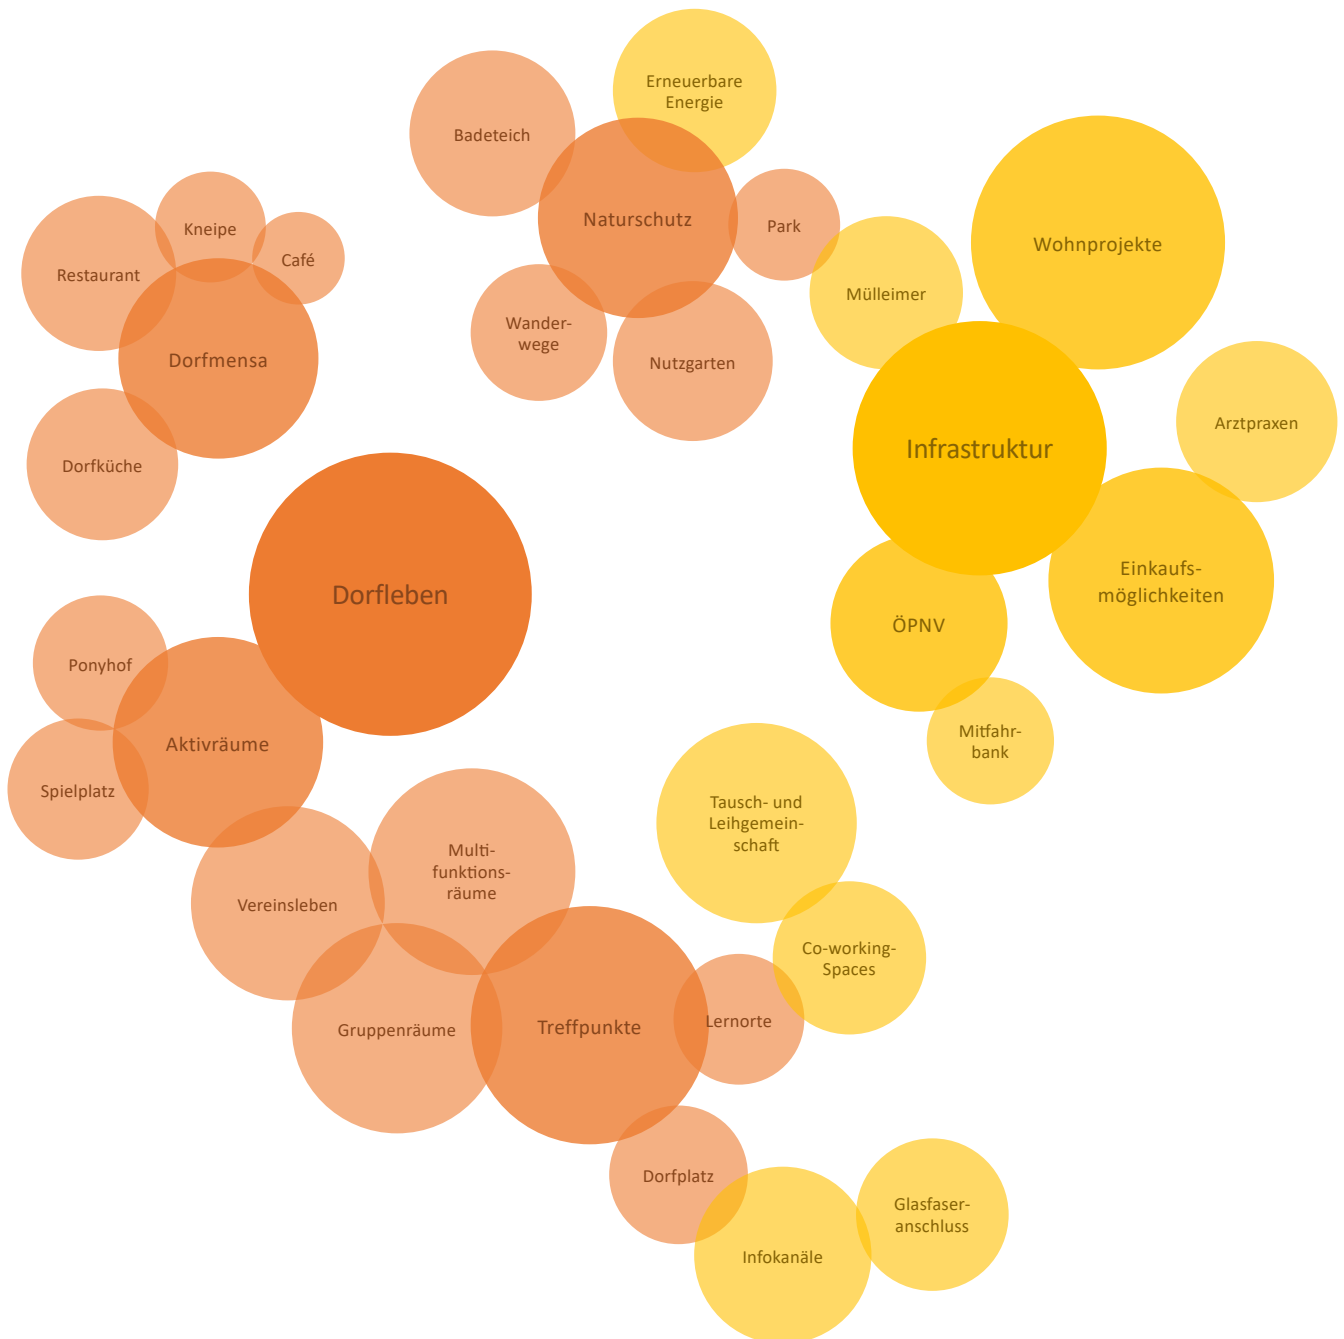 Erneuerbare
Energie
Badeteich
Naturschutz
Park
Kneipe
Café
Restaurant
Dorfmensa
Dorfküche
Wander-
wege
Nutzgarten
Mülleimer
Wohnprojekte
Infrastruktur
Arztpraxen
Einkaufs-
möglichkeiten
ÖPNV
Mitfahr-
bank
Dorfleben
Ponyhof
Aktivräume
Spielplatz
Vereinsleben
Multi-
funktions-
räume
Gruppenräume
Treffpunkte
Lernorte
Tausch- und
Leihgemein-
schaft
Co-working-
Spaces
Dorfplatz
Infokanäle
Glasfaser-
anschluss